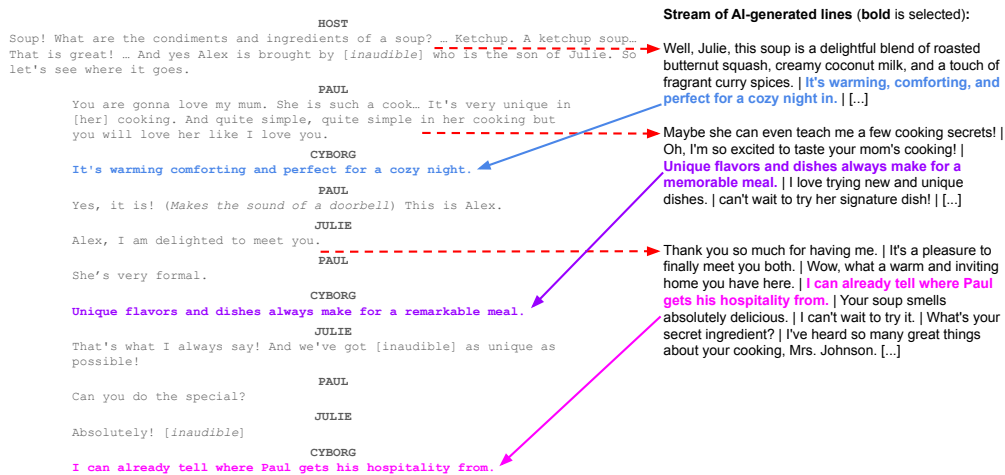 HOST
Soup! What are the condiments and ingredients of a soup? … Ketchup. A ketchup soup…
That is great! … And yes Alex is brought by [inaudible] who is the son of Julie. So
let's see where it goes.
PAUL
You are gonna love my mum. She is such a cook… It's very unique in
[her] cooking. And quite simple, quite simple in her cooking but
you will love her like I love you.
CYBORG
It's warming comforting and perfect for a cozy night.
PAUL
Yes, it is! (Makes the sound of a doorbell) This is Alex.
JULIE
Alex, I am delighted to meet you.
PAUL
She's very formal.
CYBORG
Unique flavors and dishes always make for a remarkable meal.
JULIE
That's what I always say! And we've got [inaudible] as unique as
possible!
PAUL
Can you do the special?
JULIE
Absolutely! [inaudible]
CYBORG
I can already tell where Paul gets his hospitality from.
Stream of AI-generated lines (bold is selected):
Well, Julie, this soup is a delightful blend of roasted
butternut squash, creamy coconut milk, and a touch of
fragrant curry spices. | It's warming, comforting, and
perfect for a cozy night in. | [...]
Maybe she can even teach me a few cooking secrets! |
Oh, I'm so excited to taste your mom's cooking! |
Unique flavors and dishes always make for a
memorable meal. | I love trying new and unique
dishes. | can't wait to try her signature dish! | [...]
Thank you so much for having me. | It's a pleasure to
finally meet you both. | Wow, what a warm and inviting
home you have here. | I can already tell where Paul
gets his hospitality from. | Your soup smells
absolutely delicious. | I can't wait to try it. | What's your
secret ingredient? | I've heard so many great things
about your cooking, Mrs. Johnson. [...]